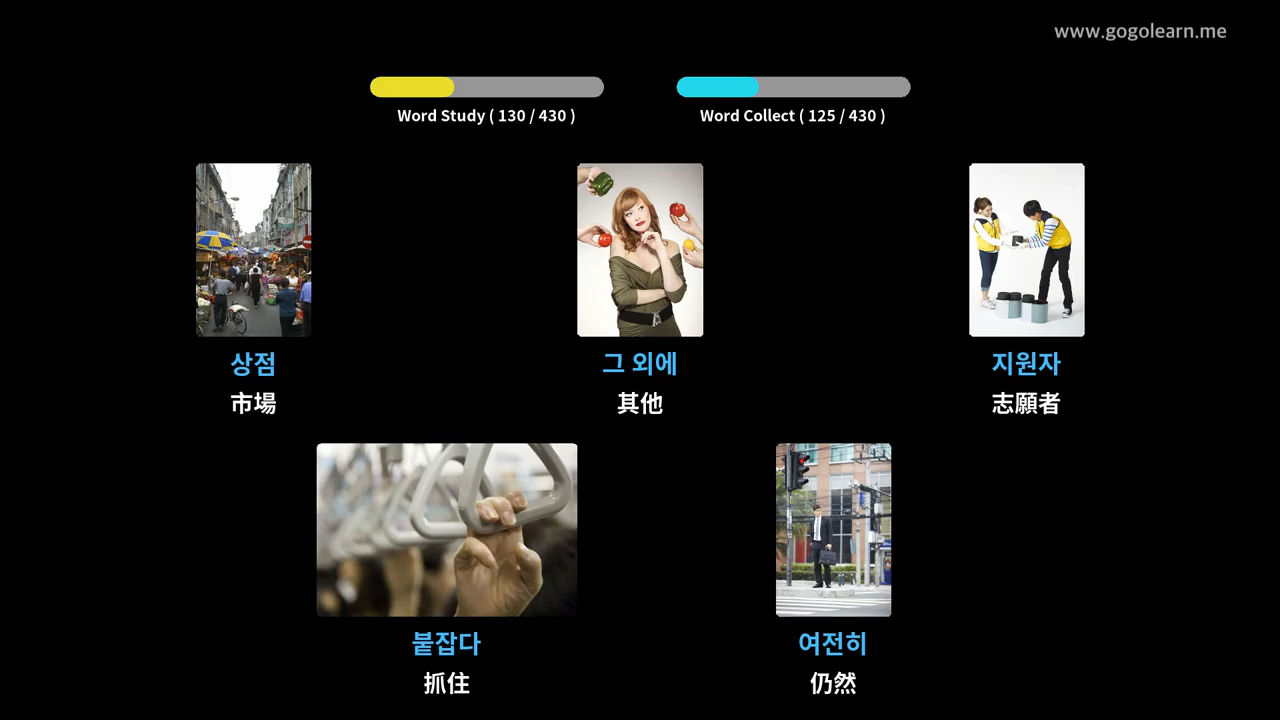 www.gogolearn.me
Word Study ( 130 / 430 )
Word Collect ( 125 / 430 )
상점
市場
그 외에
其他
지원자
志願者
붙잡다
抓住
여전히
仍然